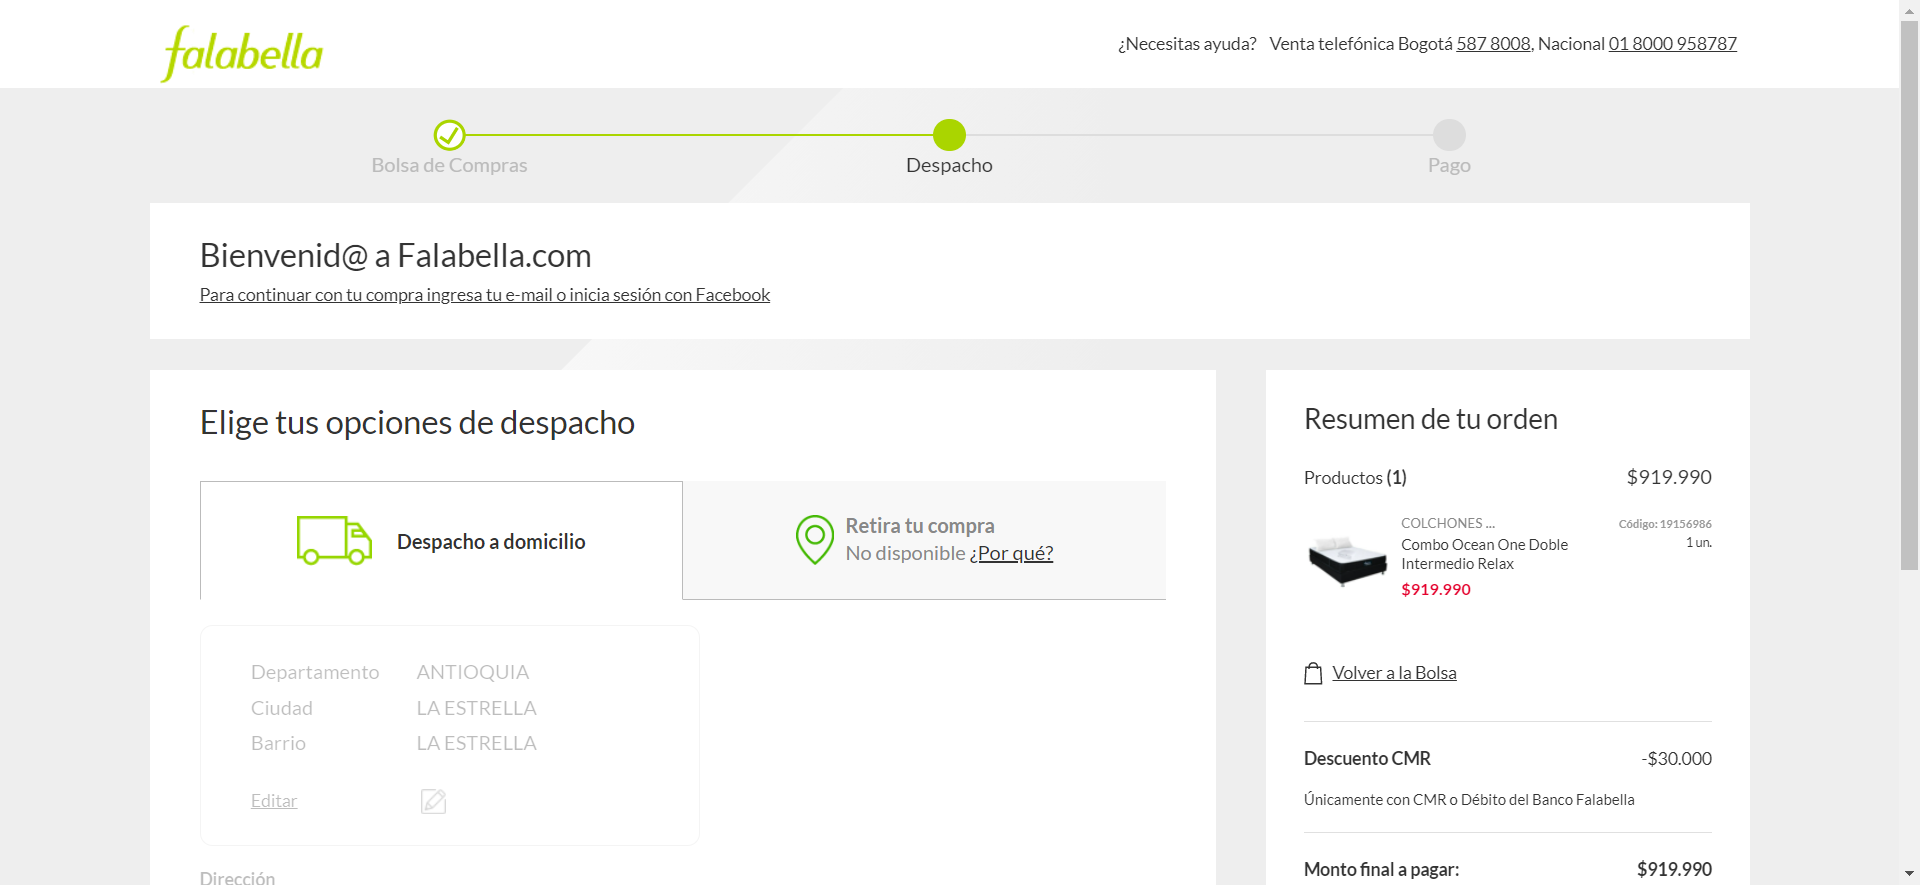 falabella
¿Necesitas ayuda? Venta telefónica Bogotá 587 8008, Nacional 01 8000 958787
Bolsa de Compras
Despacho
Pago
Bienvenid@ a Falabella.com
Para continuar con tu compra ingresa tu e-mail o inicia sesión con Facebook
Elige tus opciones de despacho
Despacho a domicilio
Retira tu compra
No disponible ¿Por qué?
Departamento ANTIOQUIA
Ciudad LA ESTRELLA
Barrio LA ESTRELLA
Editar
Dirección
Resumen de tu orden
Productos (1) $919.990
COLCHONES ... Código: 19156986
1 un.
Combo Ocean One Doble
Intermedio Relax
$919.990
Volver a la Bolsa
Descuento CMR -$30.000
Únicamente con CMR o Débito del Banco Falabella
Monto final a pagar: $919.990